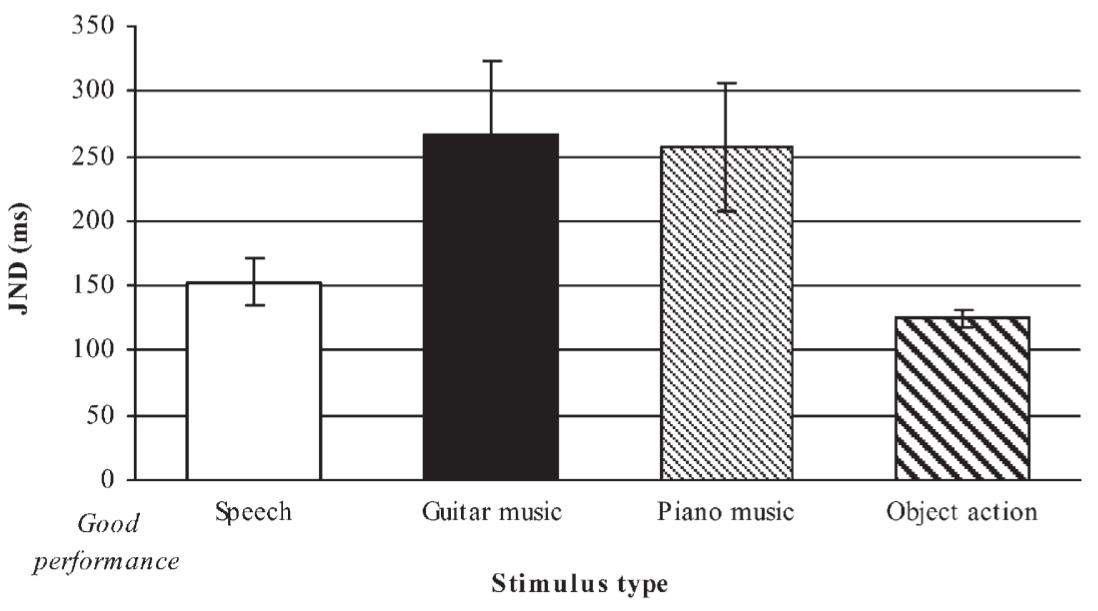 350
300
250
200
150
100
50
0
JND (ms)
Speech
Guitar music
Piano music
Object action
Good
performance
Stimulus type